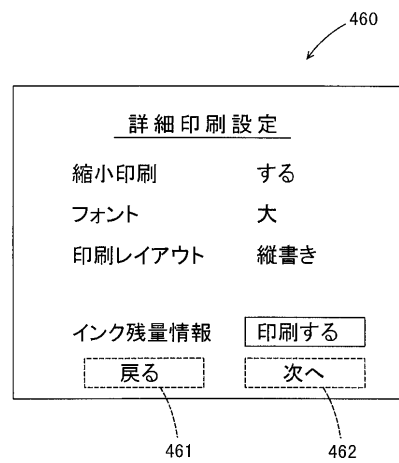 460
詳細印刷設定
縮小印刷 する
フォント 大
印刷レイアウト 縦書き
インク残量情報 印刷する
戻る 次へ
461 462